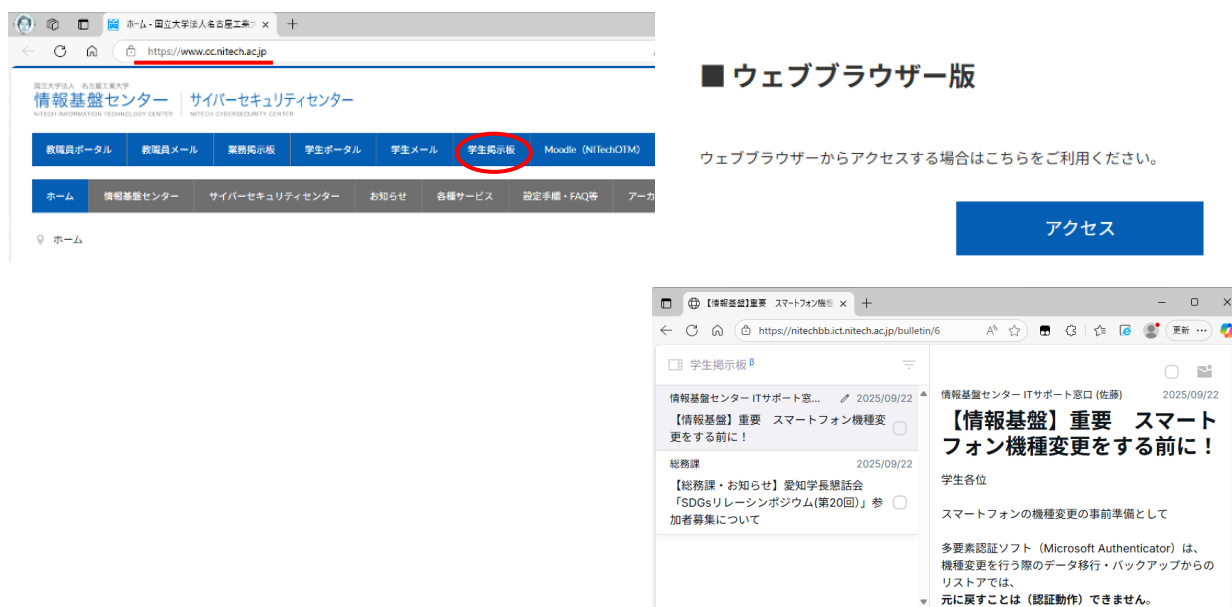 ホーム - 国立大学法人名古屋工業大
https://www.cc.nitech.ac.jp
国立大学法人 名古屋工業大学
情報基盤センター
NITECH INFORMATION TECHNOLOGY CENTER
サイバーセキュリティセンター
NITECH CYBERSECURITY CENTER
教職員ポータル 教職員メール 業務掲示板 学生ポータル 学生メール 学生掲示板 Moodle（NITechOTM）
ホーム 情報基盤センター サイバーセキュリティセンター お知らせ 各種サービス 設定手順・FAQ等 アーカ
ホーム
■ ウェブブラウザー版
ウェブブラウザーからアクセスする場合はこちらをご利用ください。
アクセス
【情報基盤】重要 スマートフォン機種
https://nitechbb.ict.nitech.ac.jp/bulletin/6
更新
学生掲示板 β
情報基盤センター ITサポート窓... 2025/09/22
【情報基盤】重要 スマートフォン機種変
更をする前に！
総務課 2025/09/22
【総務課・お知らせ】愛知学長懇話会
「SDGsリレーシンポジウム(第20回)」参
加者募集について
情報基盤センター ITサポート窓口 (佐藤) 2025/09/22
【情報基盤】重要 スマート
フォン機種変更をする前に！
学生各位
スマートフォンの機種変更の事前準備として
多要素認証ソフト（Microsoft Authenticator）は、
機種変更を行う際のデータ移行・バックアップからの
リストアでは、
元に戻すことは（認証動作）できません。